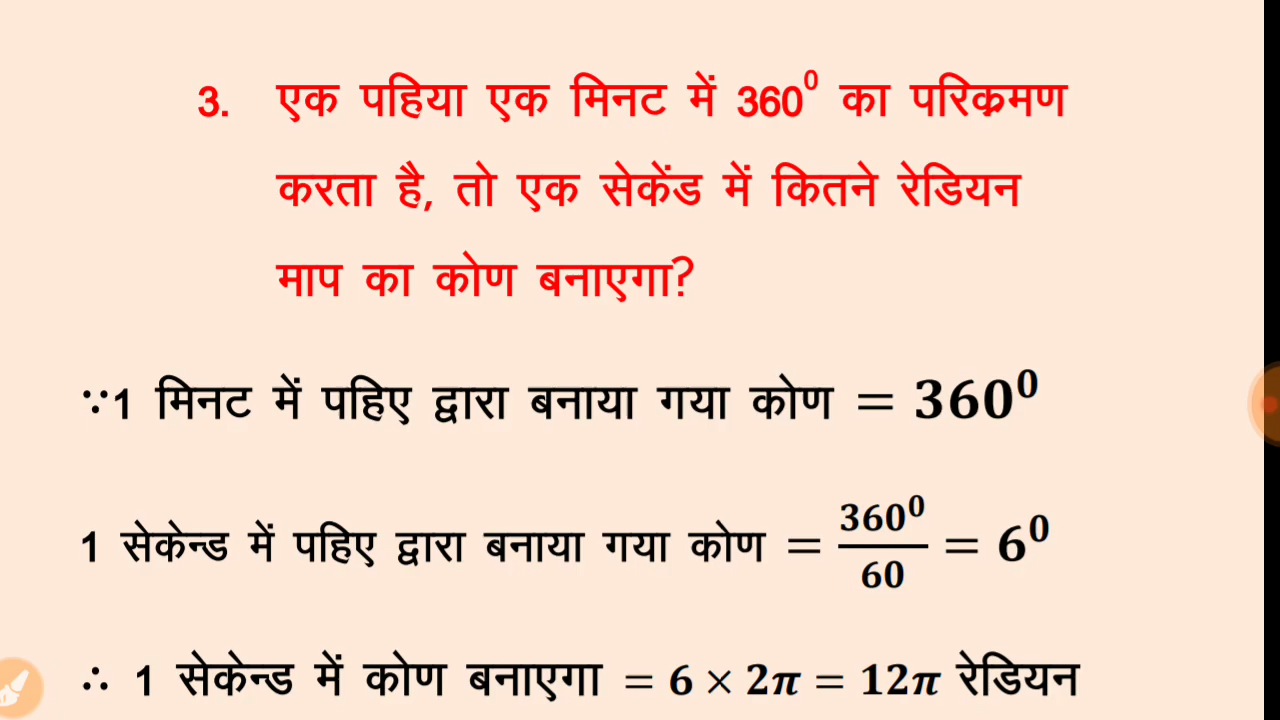 3. एक पहिया एक मिनट में 360⁰ का परिक्रमण
करता है, तो एक सेकेंड में कितने रेडियन
माप का कोण बनाएगा?
∵1 मिनट में पहिए द्वारा बनाया गया कोण = 360⁰
1 सेकेन्ड में पहिए द्वारा बनाया गया कोण = 360⁰/60 = 6⁰
∴ 1 सेकेन्ड में कोण बनाएगा = 6 × 2π = 12π रेडियन